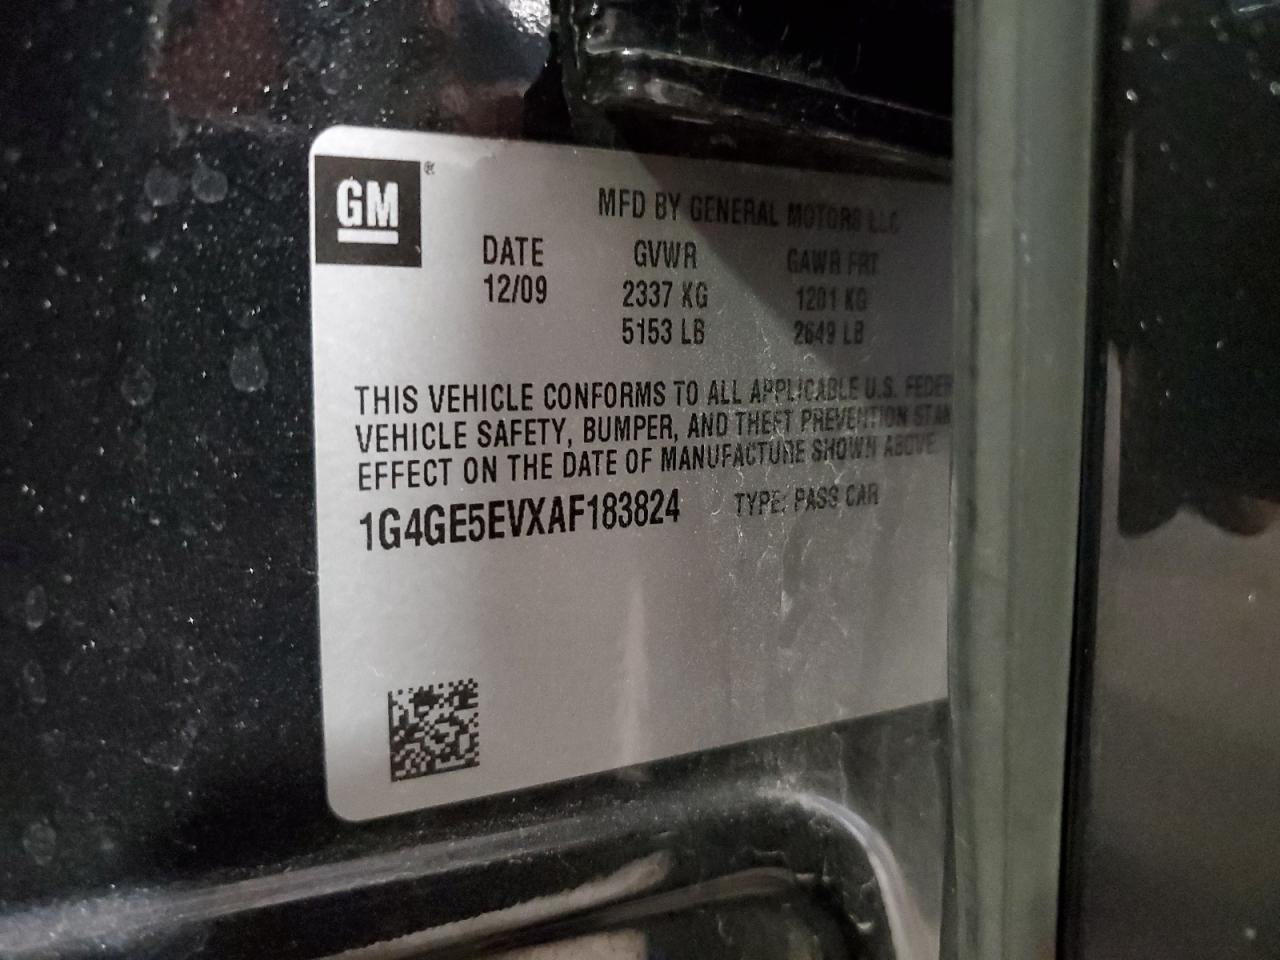 GM®
MFD BY GENERAL MOTORS LLC
DATE GVWR GAWR FRT
12/09 2337 KG 1201 KG
5153 LB 2649 LB
THIS VEHICLE CONFORMS TO ALL APPLICABLE U.S. FEDER
VEHICLE SAFETY, BUMPER, AND THEFT PREVENTION STAN
EFFECT ON THE DATE OF MANUFACTURE SHOWN ABOVE.
1G4GE5EVXAF183824 TYPE: PASS CAR